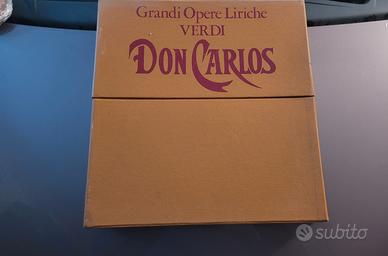 Grandi Opere Liriche
VERDI
DON CARLOS
subito